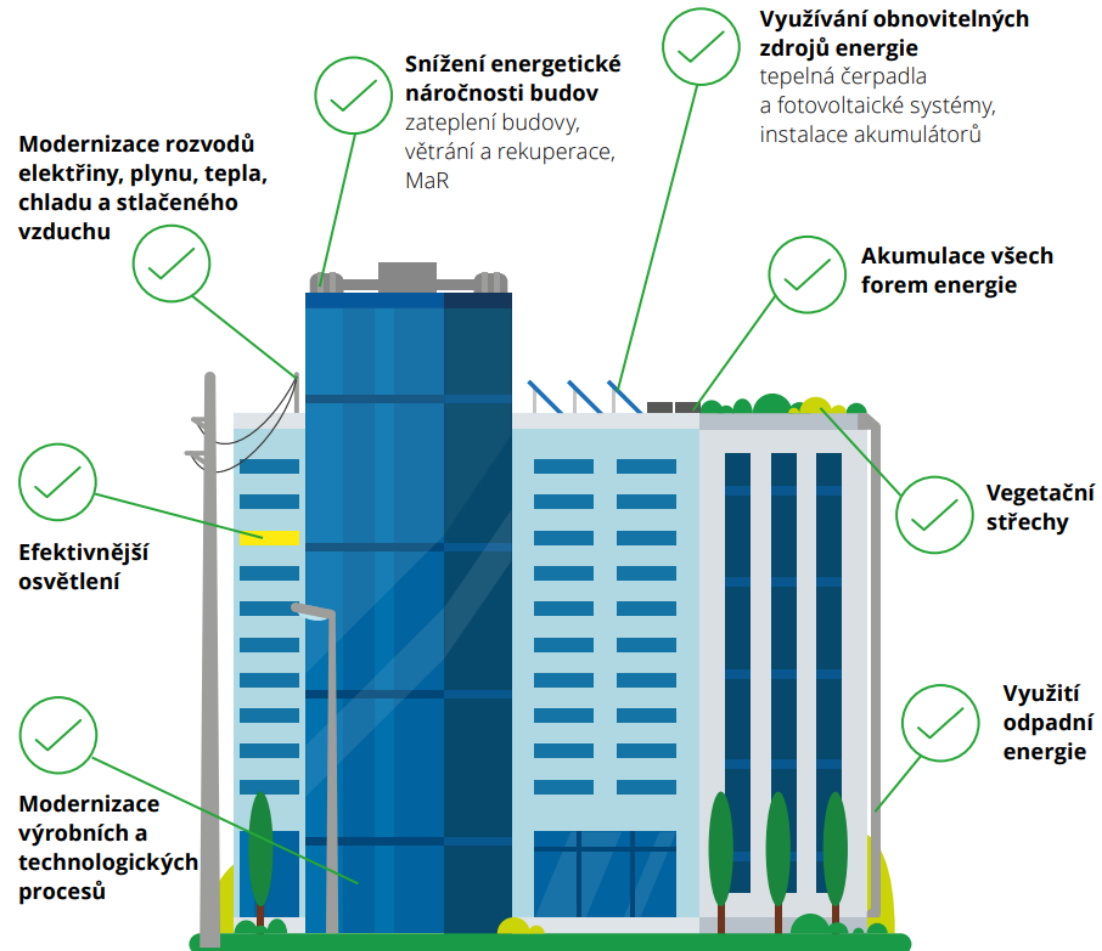 Využívání obnovitelných
zdrojů energie
tepelná čerpadla
a fotovoltaické systémy,
instalace akumulátorů
Snížení energetické
náročnosti budov
zateplení budovy,
větrání a rekuperace,
MaR
Modernizace rozvodů
elektřiny, plynu, tepla,
chladu a stlačeného
vzduchu
Akumulace všech
forem energie
Vegetační
střechy
Efektivnější
osvětlení
Využití
odpadní
energie
Modernizace
výrobních a
technologických
procesů